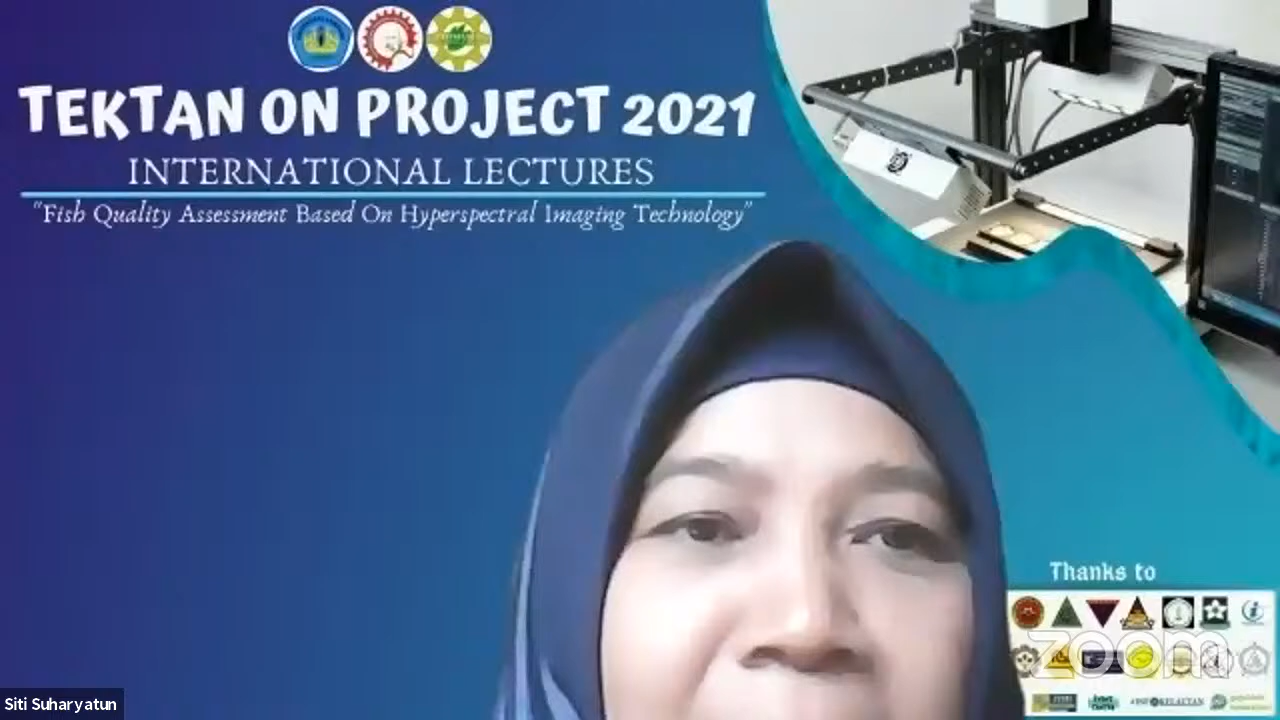 TEKTAN ON PROJECT 2021
INTERNATIONAL LECTURES
"Fish Quality Assessment Based On Hyperspectral Imaging Technology"
Thanks to
zoom
Siti Suharyatun